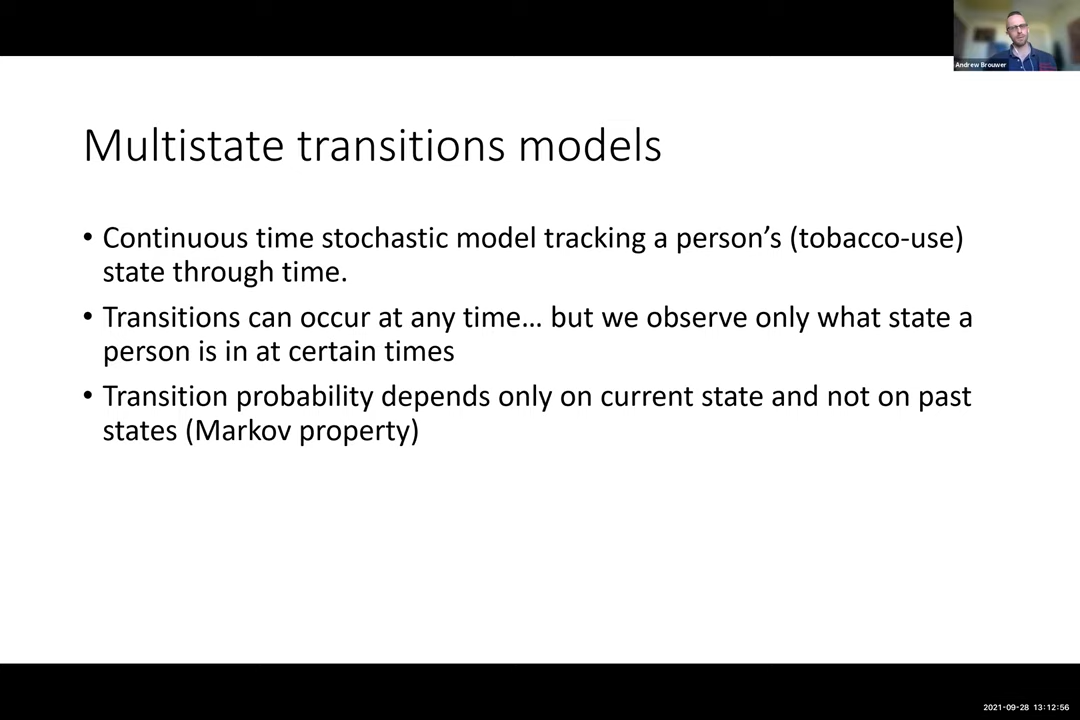 Andrew Brouwer
Multistate transitions models
• Continuous time stochastic model tracking a person’s (tobacco-use)
state through time.
• Transitions can occur at any time… but we observe only what state a
person is in at certain times
• Transition probability depends only on current state and not on past
states (Markov property)
2021-09-28 13:12:56